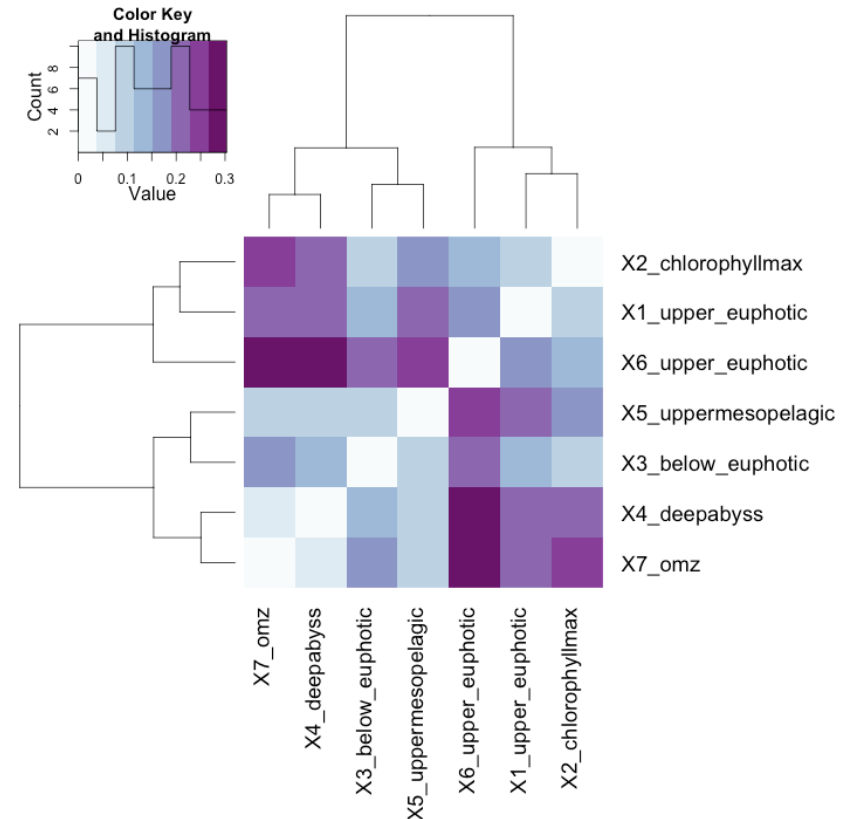 Color Key
and Histogram
Count
2 4 6 8
0 0.1 0.2 0.3
Value
X2_chlorophyllmax
X1_upper_euphotic
X6_upper_euphotic
X5_uppermesopelagic
X3_below_euphotic
X4_deepabyss
X7_omz
X7_omz
X4_deepabyss
X3_below_euphotic
X5_uppermesopelagic
X6_upper_euphotic
X1_upper_euphotic
X2_chlorophyllmax